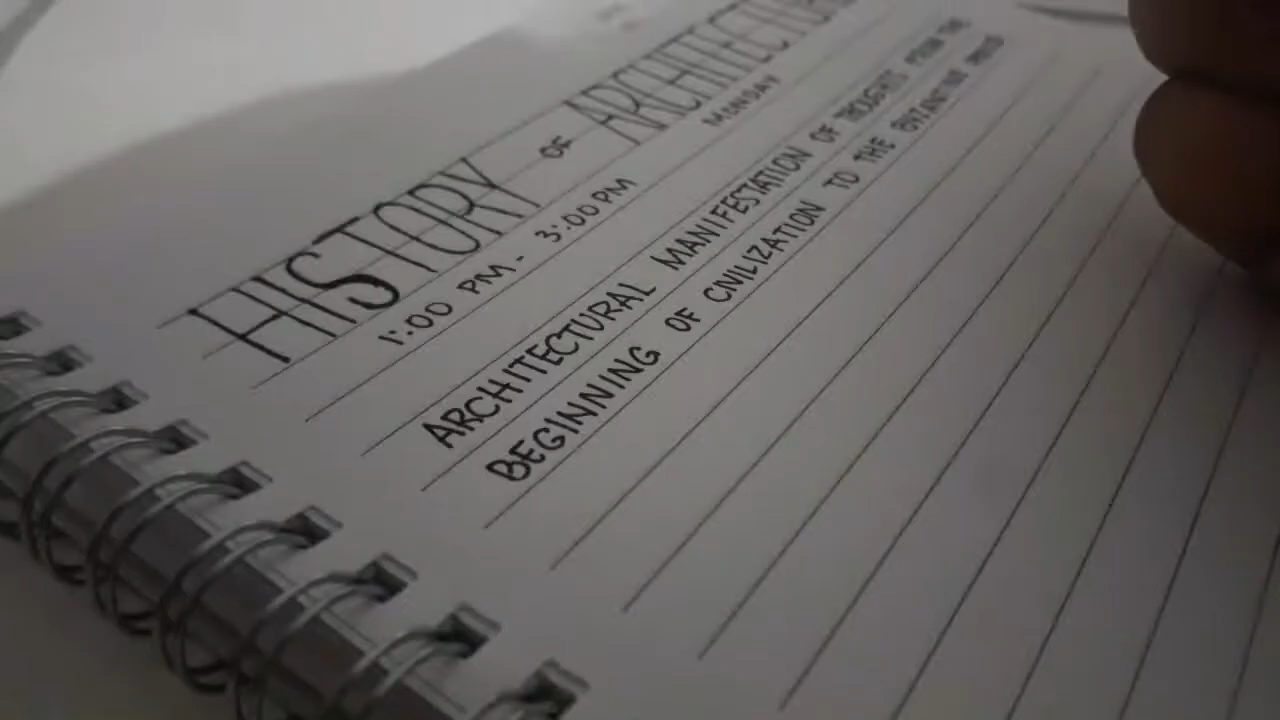 HISTORY OF ARCHITECTURE
1:00 PM - 3:00 PM MONDAY
ARCHITECTURAL MANIFESTATION OF THOUGHTS FROM THE
BEGINNING OF CIVILIZATION TO THE BYZANTINE